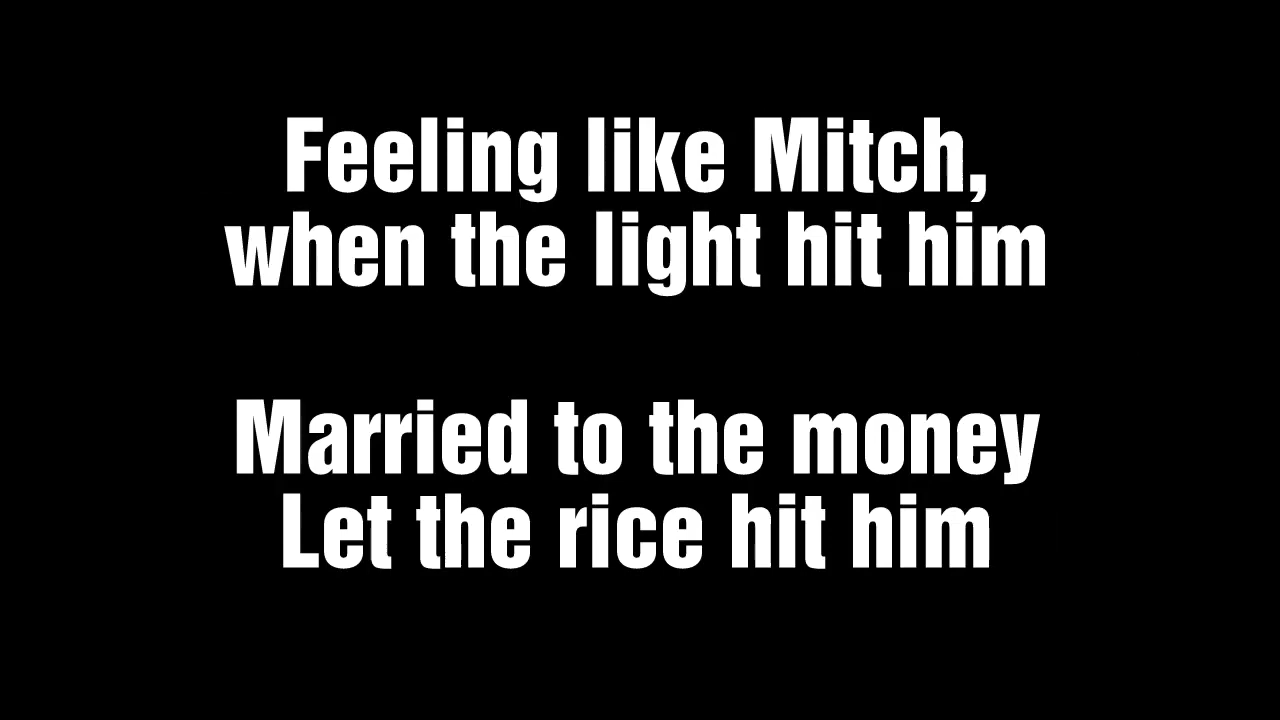 Feeling like Mitch,
when the light hit him
Married to the money
Let the rice hit him